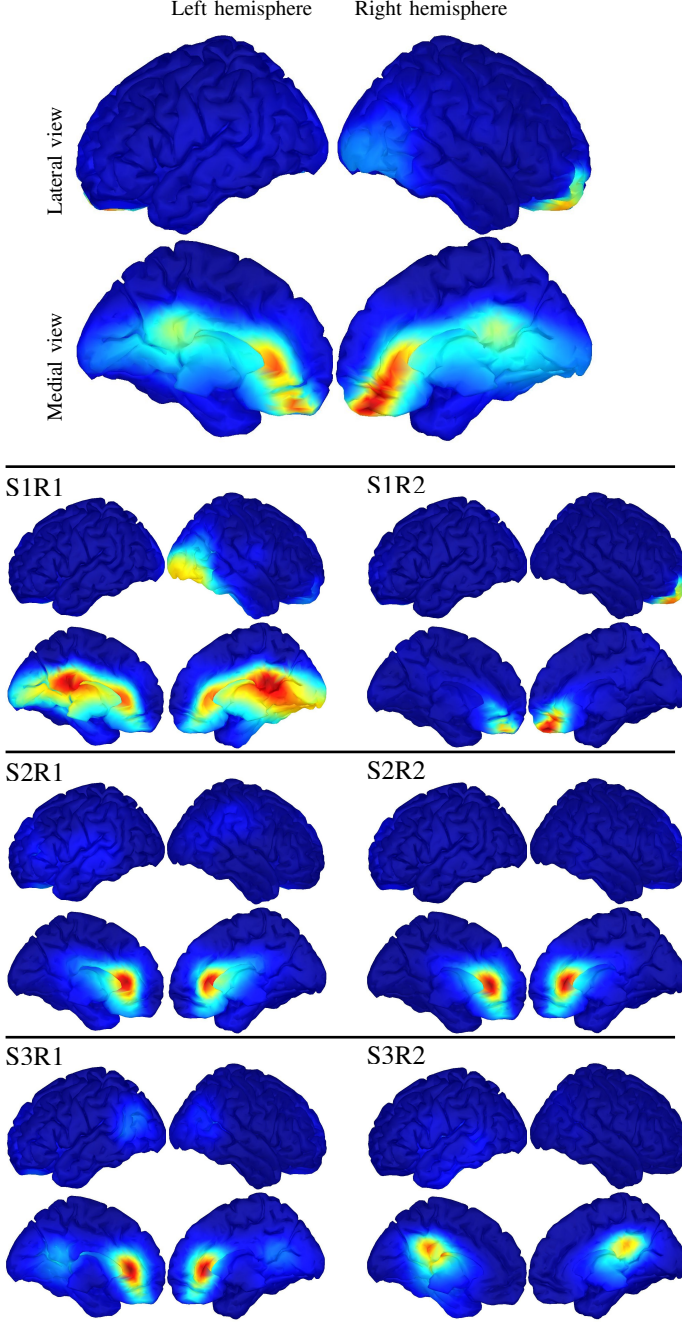 Left hemisphere Right hemisphere
Lateral view
Medial view
S1R1 S1R2
S2R1 S2R2
S3R1 S3R2